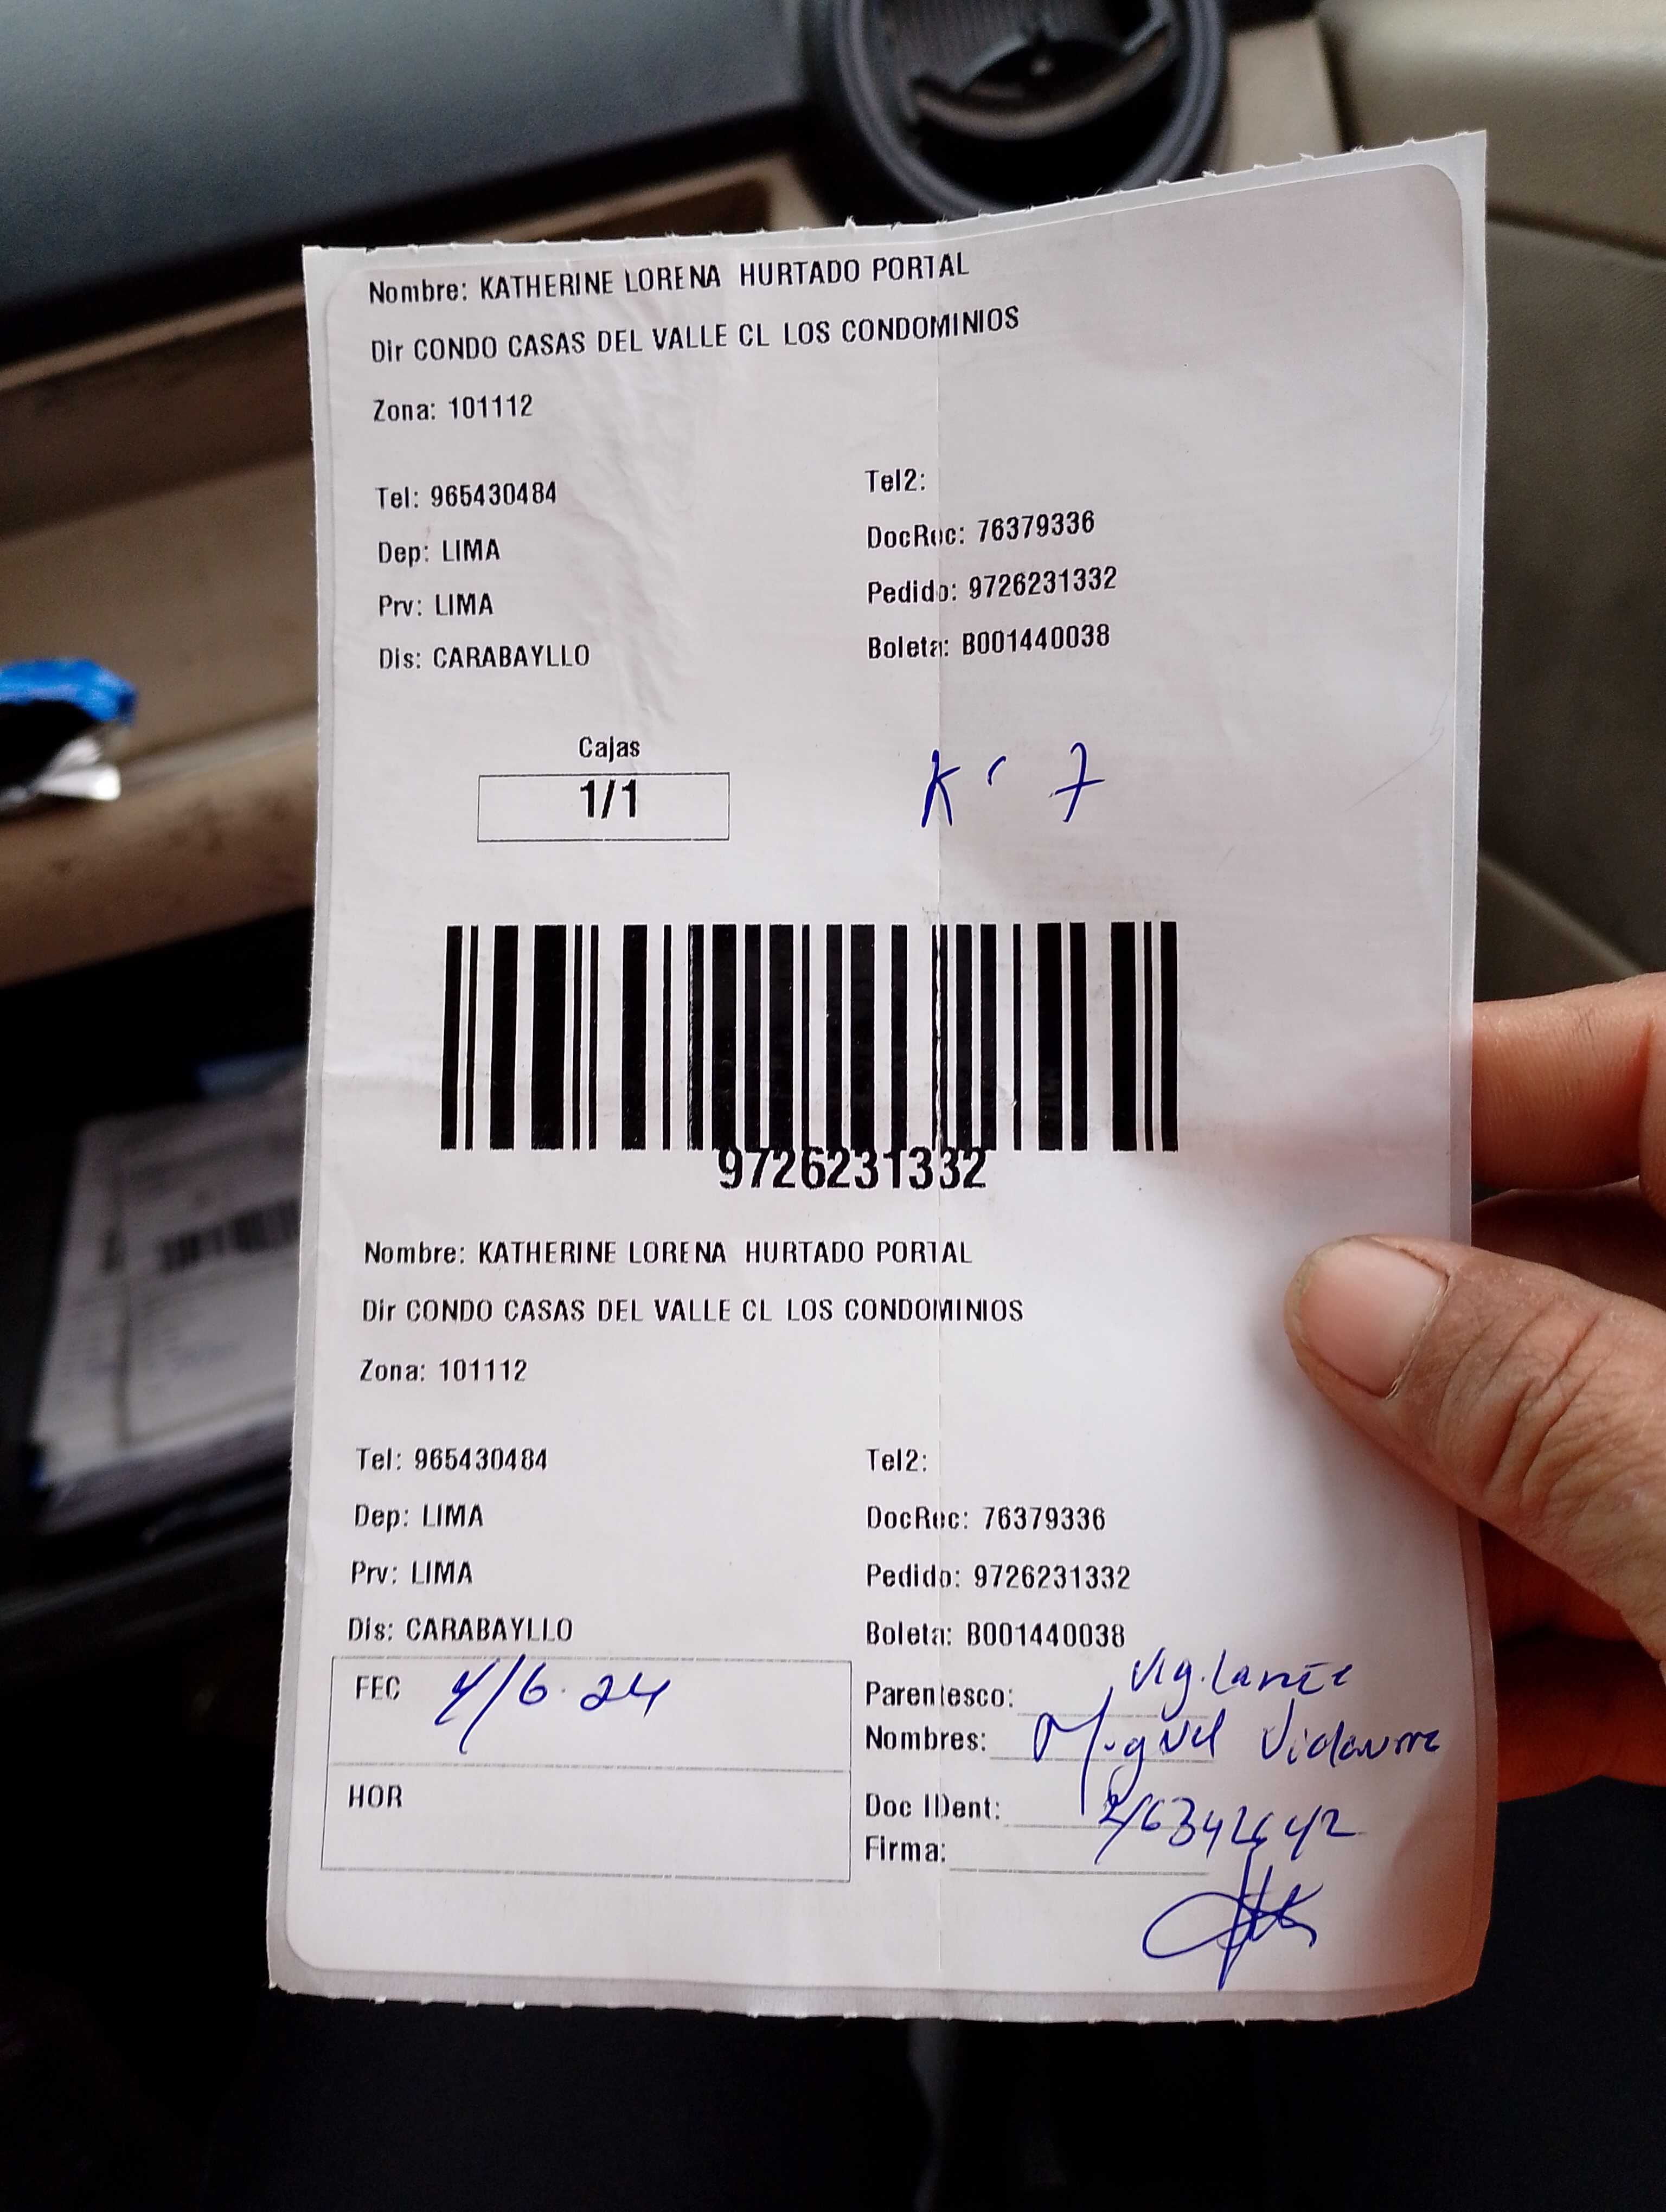 Nombre: KATHERINE LORENA HURTADO PORTAL
Dir CONDO CASAS DEL VALLE CL LOS CONDOMINIOS
Zona: 101112
Tel: 965430484 Tel2:
Dep: LIMA DocRec: 76379336
Prv: LIMA Pedido: 9726231332
Dis: CARABAYLLO Boleta: B001440038
Cajas
1/1
K 7
9726231332
Nombre: KATHERINE LORENA HURTADO PORTAL
Dir CONDO CASAS DEL VALLE CL LOS CONDOMINIOS
Zona: 101112
Tel: 965430484 Tel2:
Dep: LIMA DocRec: 76379336
Prv: LIMA Pedido: 9726231332
Dis: CARABAYLLO Boleta: B001440038
FEC 4/6.24 Parentesco: Vigilante
Nombres: Miguel Vidaurre
HOR Doc IDent:
Firma: